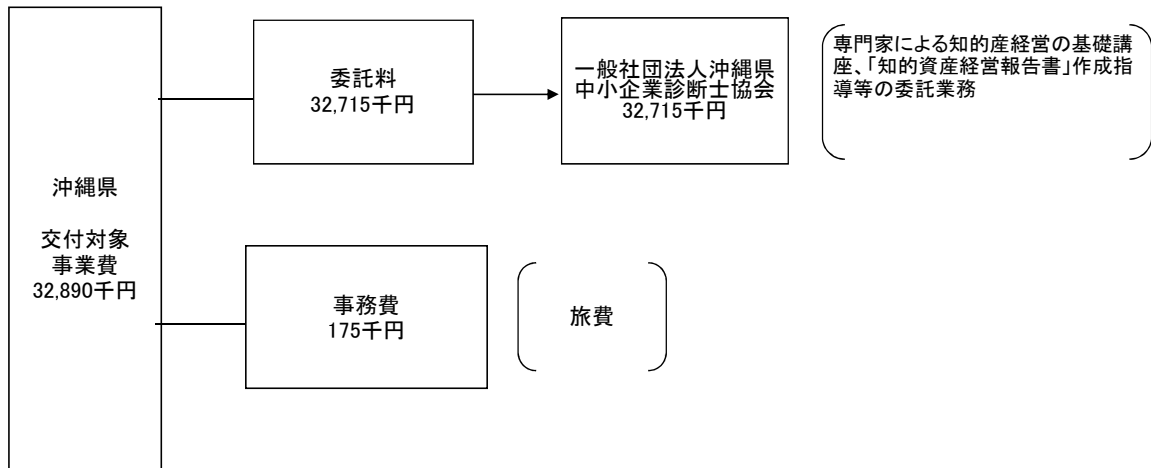 沖縄県
交付対象
事業費
32,890千円
委託料
32,715千円
一般社団法人沖縄県
中小企業診断士協会
32,715千円
専門家による知的産経営の基礎講
座、「知的資産経営報告書」作成指
導等の委託業務
事務費
175千円
旅費